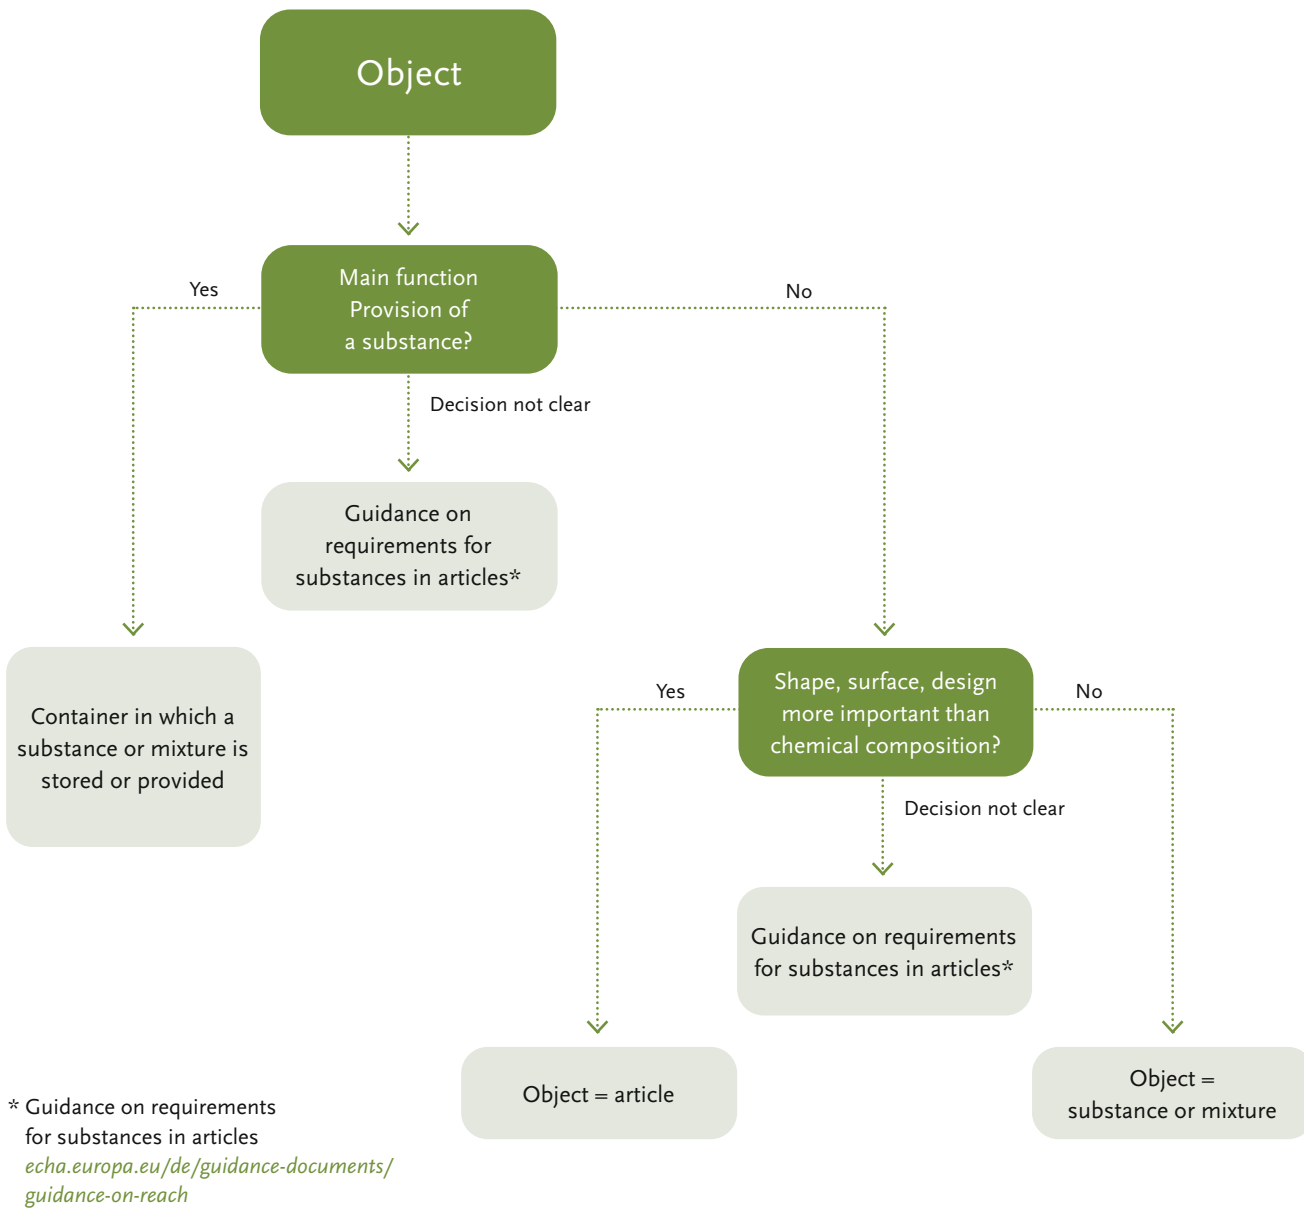 Object
Main function
Provision of
a substance?
Yes
No
Decision not clear
Guidance on
requirements for
substances in articles*
Container in which a
substance or mixture is
stored or provided
Shape, surface, design
more important than
chemical composition?
Yes
No
Decision not clear
Guidance on requirements
for substances in articles*
Object = article
Object =
substance or mixture
* Guidance on requirements
for substances in articles
echa.europa.eu/de/guidance-documents/
guidance-on-reach